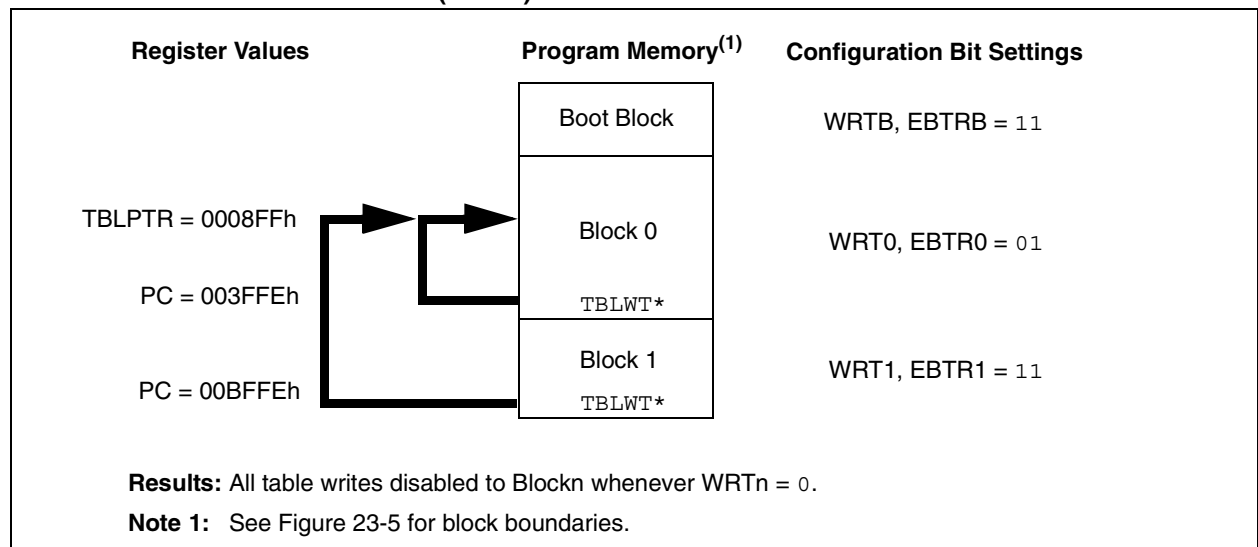 Register Values
Program Memory(1)
Configuration Bit Settings
Boot Block
WRTB, EBTRB = 11
TBLPTR = 0008FFh
Block 0
WRT0, EBTR0 = 01
PC = 003FFEh
TBLWT*
Block 1
WRT1, EBTR1 = 11
PC = 00BFFEh
TBLWT*
Results: All table writes disabled to Blockn whenever WRTn = 0.
Note 1: See Figure 23-5 for block boundaries.